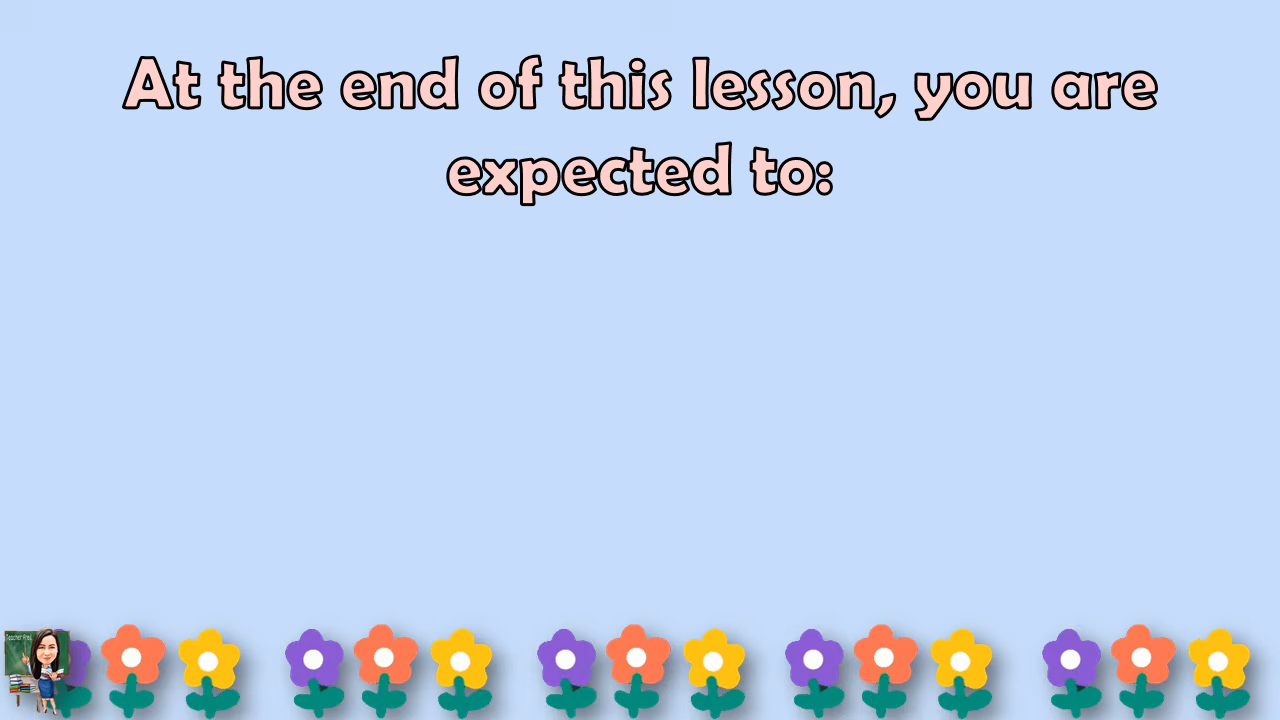 At the end of this lesson, you are
expected to: